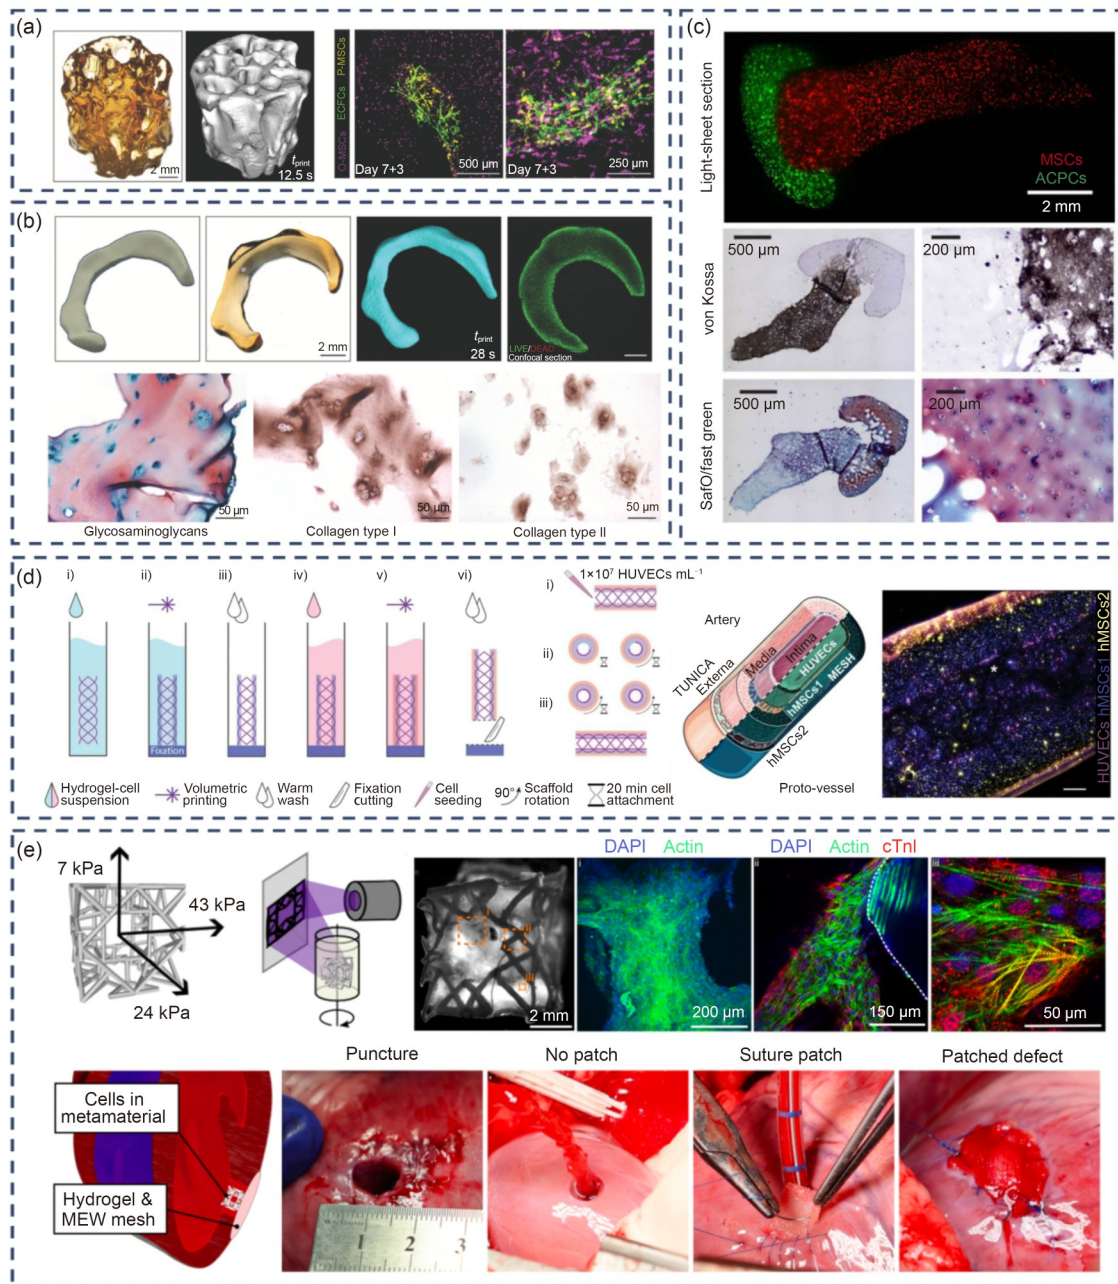 (a)
2 mm
tprint
12.5 s
O-MSCs ECFCs P-MSCs
Day 7+3
500 µm
Day 7+3
250 µm
(b)
2 mm
tprint
28 s
LIVE/DEAD
Confocal section
50 µm
50 µm
50 µm
Glycosaminoglycans
Collagen type I
Collagen type II
(c)
Light-sheet section
MSCs
ACPCs
2 mm
von Kossa
500 µm
200 µm
SafO/fast green
500 µm
200 µm
(d)
i)
ii)
iii)
iv)
v)
vi)
Fixation
i)
1×10⁷ HUVECs mL⁻¹
ii)
iii)
Artery
TUNICA
Externa
Media
Intima
HUVECs
hMSCs1
MESH
hMSCs2
Proto-vessel
HUVECs hMSCs1 hMSCs2
*
Hydrogel-cell
suspension
Volumetric
printing
Warm
wash
Fixation
cutting
Cell
seeding
90°
Scaffold
rotation
20 min cell
attachment
(e)
7 kPa
43 kPa
24 kPa
i
ii
iii
2 mm
DAPI Actin
i
200 µm
DAPI Actin cTnI
ii
150 µm
iii
50 µm
Cells in
metamaterial
Hydrogel &
MEW mesh
Puncture
1 2 3
No patch
Suture patch
Patched defect